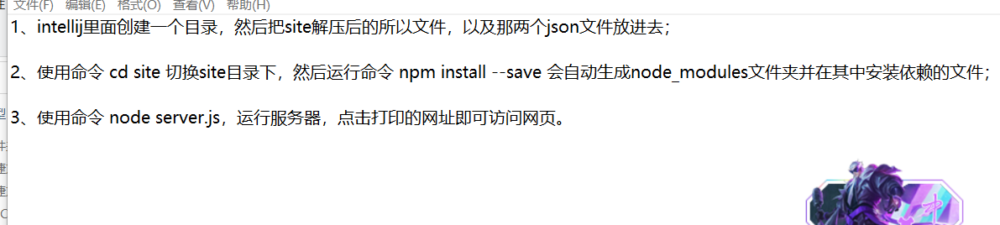 文件(F) 编辑(E) 格式(O) 查看(V) 帮助(H)
1、intellij里面创建一个目录，然后把site解压后的所以文件，以及那两个json文件放进去；
2、使用命令 cd site 切换site目录下，然后运行命令 npm install --save 会自动生成node_modules文件夹并在其中安装依赖的文件；
3、使用命令 node server.js，运行服务器，点击打印的网址即可访问网页。
中